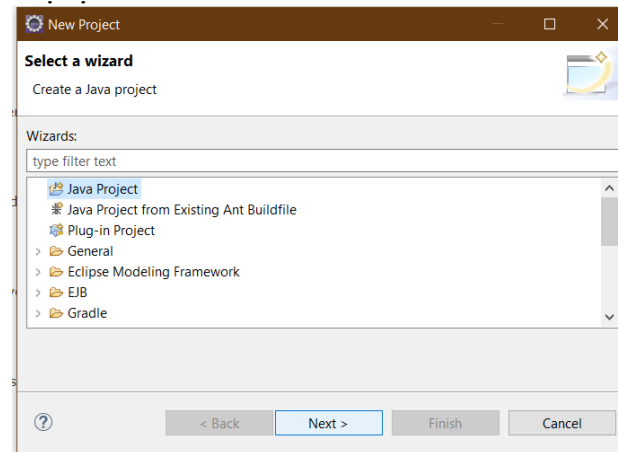 New Project
Select a wizard
Create a Java project
Wizards:
type filter text
Java Project
Java Project from Existing Ant Buildfile
Plug-in Project
> General
> Eclipse Modeling Framework
> EJB
> Gradle
? < Back Next > Finish Cancel